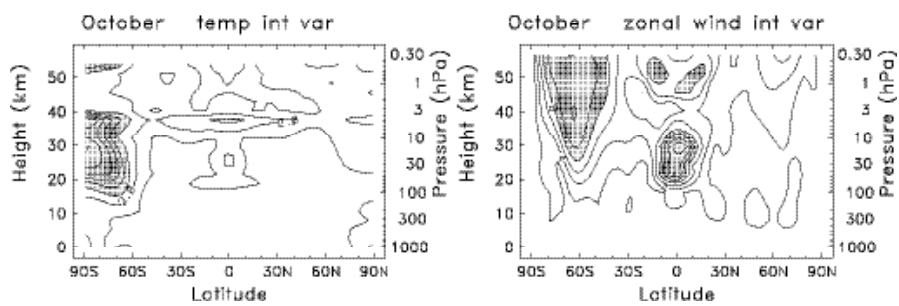 October temp int var
Height (km)
50
40
30
20
10
0
0.30
1
3
10
30
100
300
1000
Pressure (hPa)
90S 60S 30S 0 30N 60N 90N
Latitude
October zonal wind int var
Height (km)
50
40
30
20
10
0
0.30
1
3
10
30
100
300
1000
Pressure (hPa)
90S 60S 30S 0 30N 60N 90N
Latitude